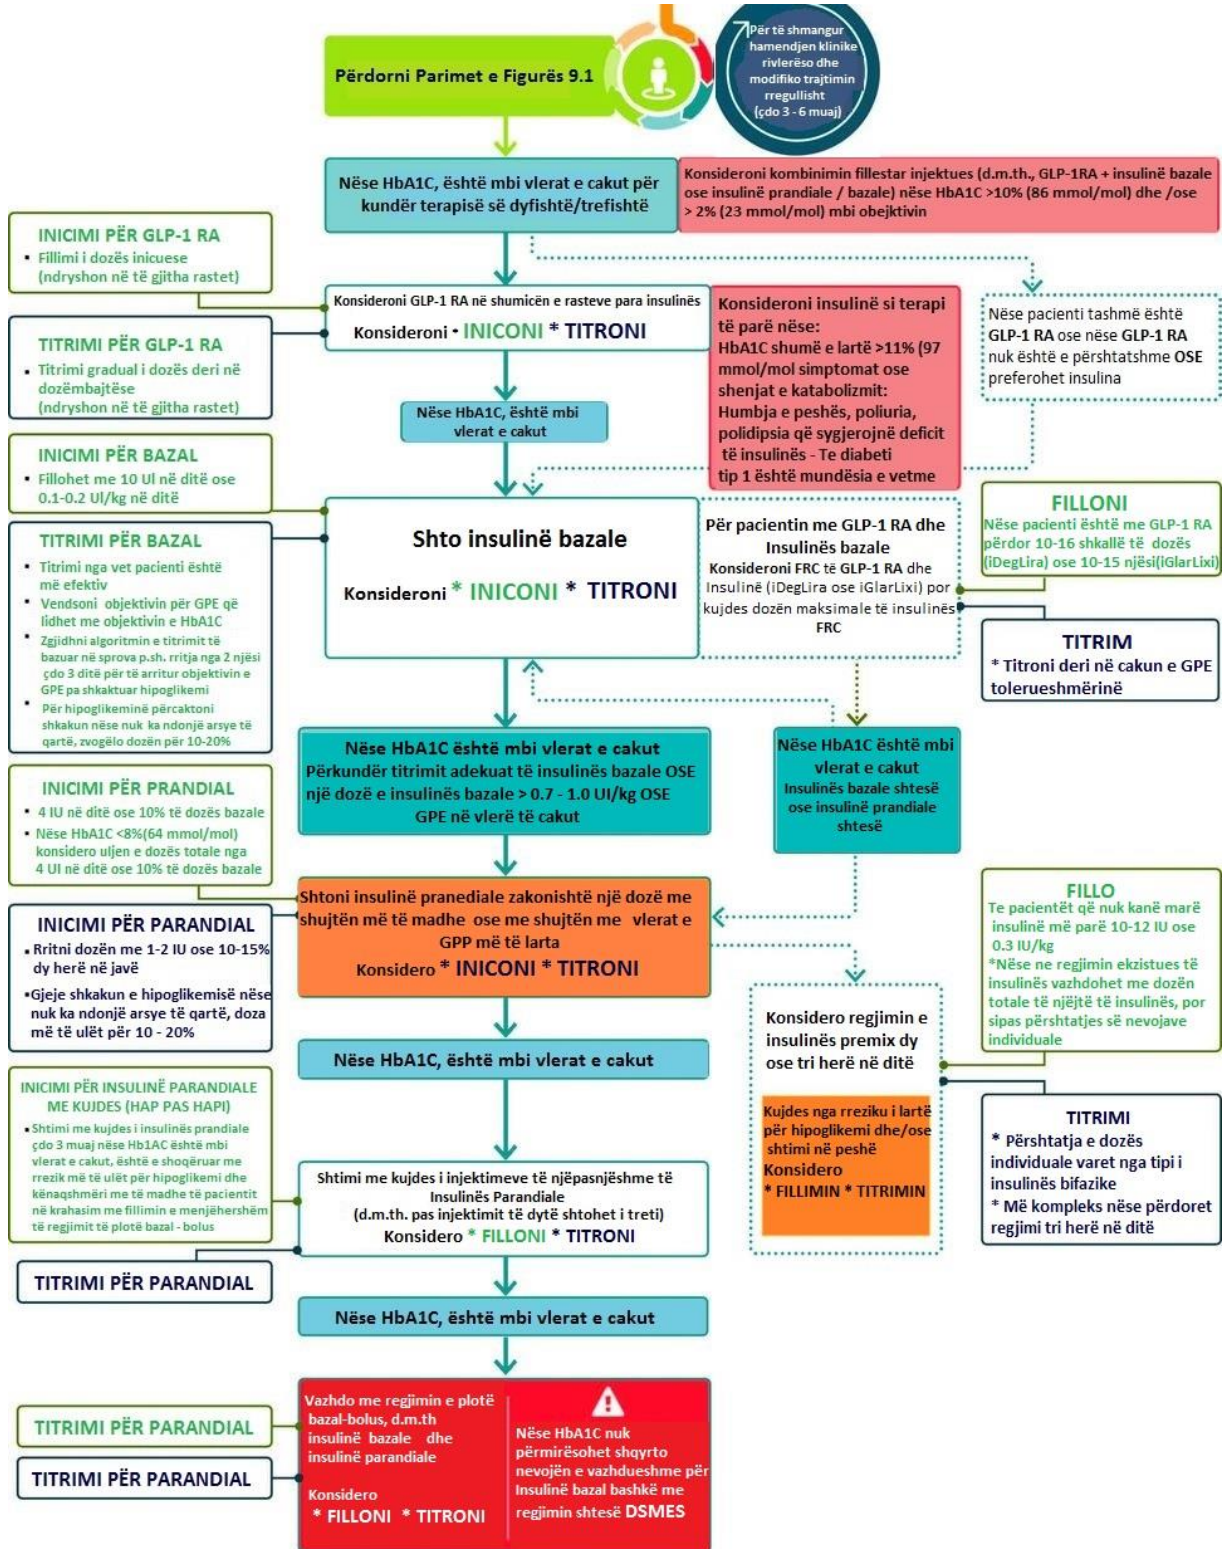 Përdorni Parimet e Figurës 9.1
Për të shmangur
hamendjen klinike
rivlerëso dhe
modifiko trajtimin
rregullisht
(çdo 3 - 6 muaj)
Nëse HbA1C, është mbi vlerat e cakut për
kundër terapisë së dyfishtë/trefishtë
Konsideroni kombinimin fillestar injektues (d.m.th., GLP-1RA + insulinë bazale
ose insulinë prandiale / bazale) nëse HbA1C >10% (86 mmol/mol) dhe /ose
> 2% (23 mmol/mol) mbi obejktivin
INICIMI PËR GLP-1 RA
• Fillimi i dozës inicuese
(ndryshon në të gjitha rastet)
TITRIMI PËR GLP-1 RA
• Titrimi gradual i dozës deri në
dozëmbajtëse
(ndryshon në të gjitha rastet)
Konsideroni GLP-1 RA në shumicën e rasteve para insulinës
Konsideroni • INICONI * TITRONI
Konsideroni insulinë si terapi
të parë nëse:
HbA1C shumë e lartë >11% (97
mmol/mol simptomat ose
shenjat e katabolizmit:
Humbja e peshës, poliuria,
polidipsia që sygjerojnë deficit
të insulinës - Te diabeti
tip 1 është mundësia e vetme
Nëse pacienti tashmë është
GLP-1 RA ose nëse GLP-1 RA
nuk është e përshtatshme OSE
preferohet insulina
Nëse HbA1C, është mbi
vlerat e cakut
INICIMI PËR BAZAL
• Fillohet me 10 UI në ditë ose
0.1-0.2 UI/kg në ditë
TITRIMI PËR BAZAL
• Titrimi nga vet pacienti është
më efektiv
• Vendsoni objektivin për GPE që
lidhet me objektivin e HbA1C
• Zgjidhni algoritmin e titrimit të
bazuar në sprova p.sh. rritja nga 2 njësi
çdo 3 ditë për të arritur objektivin e
GPE pa shkaktuar hipoglikemi
• Për hipoglikeminë përcaktoni
shkakun nëse nuk ka ndonjë arsye të
qartë, zvogëlo dozën për 10-20%
Shto insulinë bazale
Konsideroni * INICONI * TITRONI
Për pacientin me GLP-1 RA dhe
Insulinës bazale
Konsideroni FRC të GLP-1 RA dhe
Insulinë (iDegLira ose iGlarLixi) por
kujdes dozën maksimale të insulinës
FRC
FILLONI
Nëse pacienti është me GLP-1 RA
përdor 10-16 shkallë të dozës
(iDegLira) ose 10-15 njësi(iGlarLixi)
TITRIM
* Titroni deri në cakun e GPE
tolerueshmërinë
Nëse HbA1C është mbi vlerat e cakut
Përkundër titrimit adekuat të insulinës bazale OSE
një dozë e insulinës bazale > 0.7 - 1.0 UI/kg OSE
GPE në vlerë të cakut
Nëse HbA1C është mbi
vlerat e cakut
Insulinës bazale shtesë
ose insulinë prandiale
shtesë
INICIMI PËR PRANDIAL
• 4 IU në ditë ose 10% të dozës bazale
• Nëse HbA1C <8%(64 mmol/mol)
konsidero uljen e dozës totale nga
4 UI në ditë ose 10% të dozës bazale
INICIMI PËR PARANDIAL
• Rritni dozën me 1-2 IU ose 10-15%
dy herë në javë
•Gjeje shkakun e hipoglikemisë nëse
nuk ka ndonjë arsye të qartë, doza
më të ulët për 10 - 20%
Shtoni insulinë pranediale zakonishtë një dozë me
shujtën më të madhe ose me shujtën me vlerat e
GPP më të larta
Konsidero * INICONI * TITRONI
FILLO
Te pacientët që nuk kanë marë
insulinë më parë 10-12 IU ose
0.3 IU/kg
*Nëse ne regjimin ekzistues të
insulinës vazhdohet me dozën
totale të njëjtë të insulinës, por
sipas përshtatjes së nevojave
individuale
Konsidero regjimin e
insulinës premix dy
ose tri herë në ditë
Kujdes nga rreziku i lartë
për hipoglikemi dhe/ose
shtimi në peshë
Konsidero
* FILLIMIN * TITRIMIN
TITRIMI
* Përshtatja e dozës
individuale varet nga tipi i
insulinës bifazike
* Më kompleks nëse përdoret
regjimi tri herë në ditë
Nëse HbA1C, është mbi vlerat e cakut
INICIMI PËR INSULINË PARANDIALE
ME KUJDES (HAP PAS HAPI)
• Shtimi me kujdes i insulinës prandiale
çdo 3 muaj nëse Hb1AC është mbi
vlerat e cakut, është e shoqëruar me
rrezik më të ulët për hipoglikemi dhe
kënaqshmëri me të madhe të pacientit
në krahasim me fillimin e menjëhershëm
të regjimit të plotë bazal - bolus
TITRIMI PËR PARANDIAL
Shtimi me kujdes i injektimeve të njëpasnjëshme të
Insulinës Parandiale
(d.m.th. pas injektimit të dytë shtohet i treti)
Konsidero * FILLONI * TITRONI
Nëse HbA1C, është mbi vlerat e cakut
TITRIMI PËR PARANDIAL
TITRIMI PËR PARANDIAL
Vazhdo me regjimin e plotë
bazal-bolus, d.m.th
insulinë bazale dhe
insulinë parandiale
Konsidero
* FILLONI * TITRONI
Nëse HbA1C nuk
përmirësohet shqyrto
nevojën e vazhdueshme për
Insulinë bazal bashkë me
regjimin shtesë DSMES